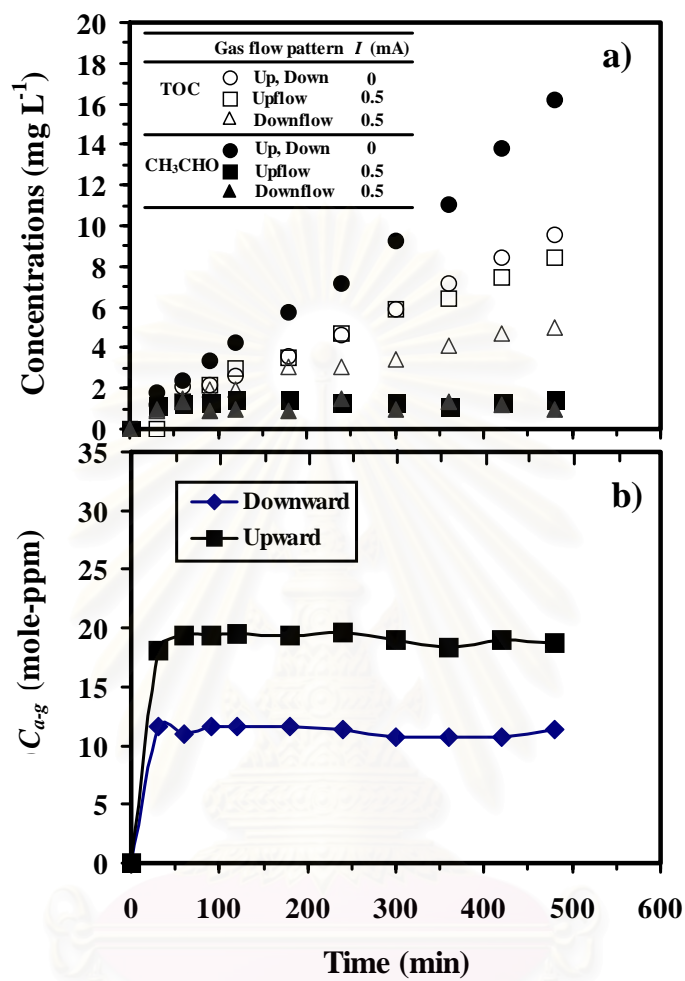 a)
Gas flow pattern I (mA)
TOC
Up, Down 0
Upflow 0.5
Downflow 0.5
CH₃CHO
Up, Down 0
Upflow 0.5
Downflow 0.5
Concentrations (mg L⁻¹)
20
18
16
14
12
10
8
6
4
2
0
b)
Downward
Upward
C_{a-g} (mole-ppm)
35
30
25
20
15
10
5
0
0 100 200 300 400 500 600
Time (min)